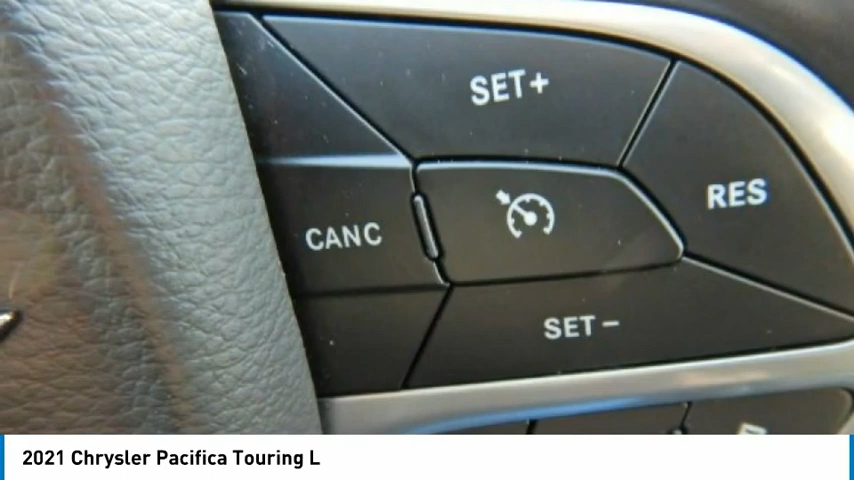 SET+
RES
CANC
SET-
2021 Chrysler Pacifica Touring L